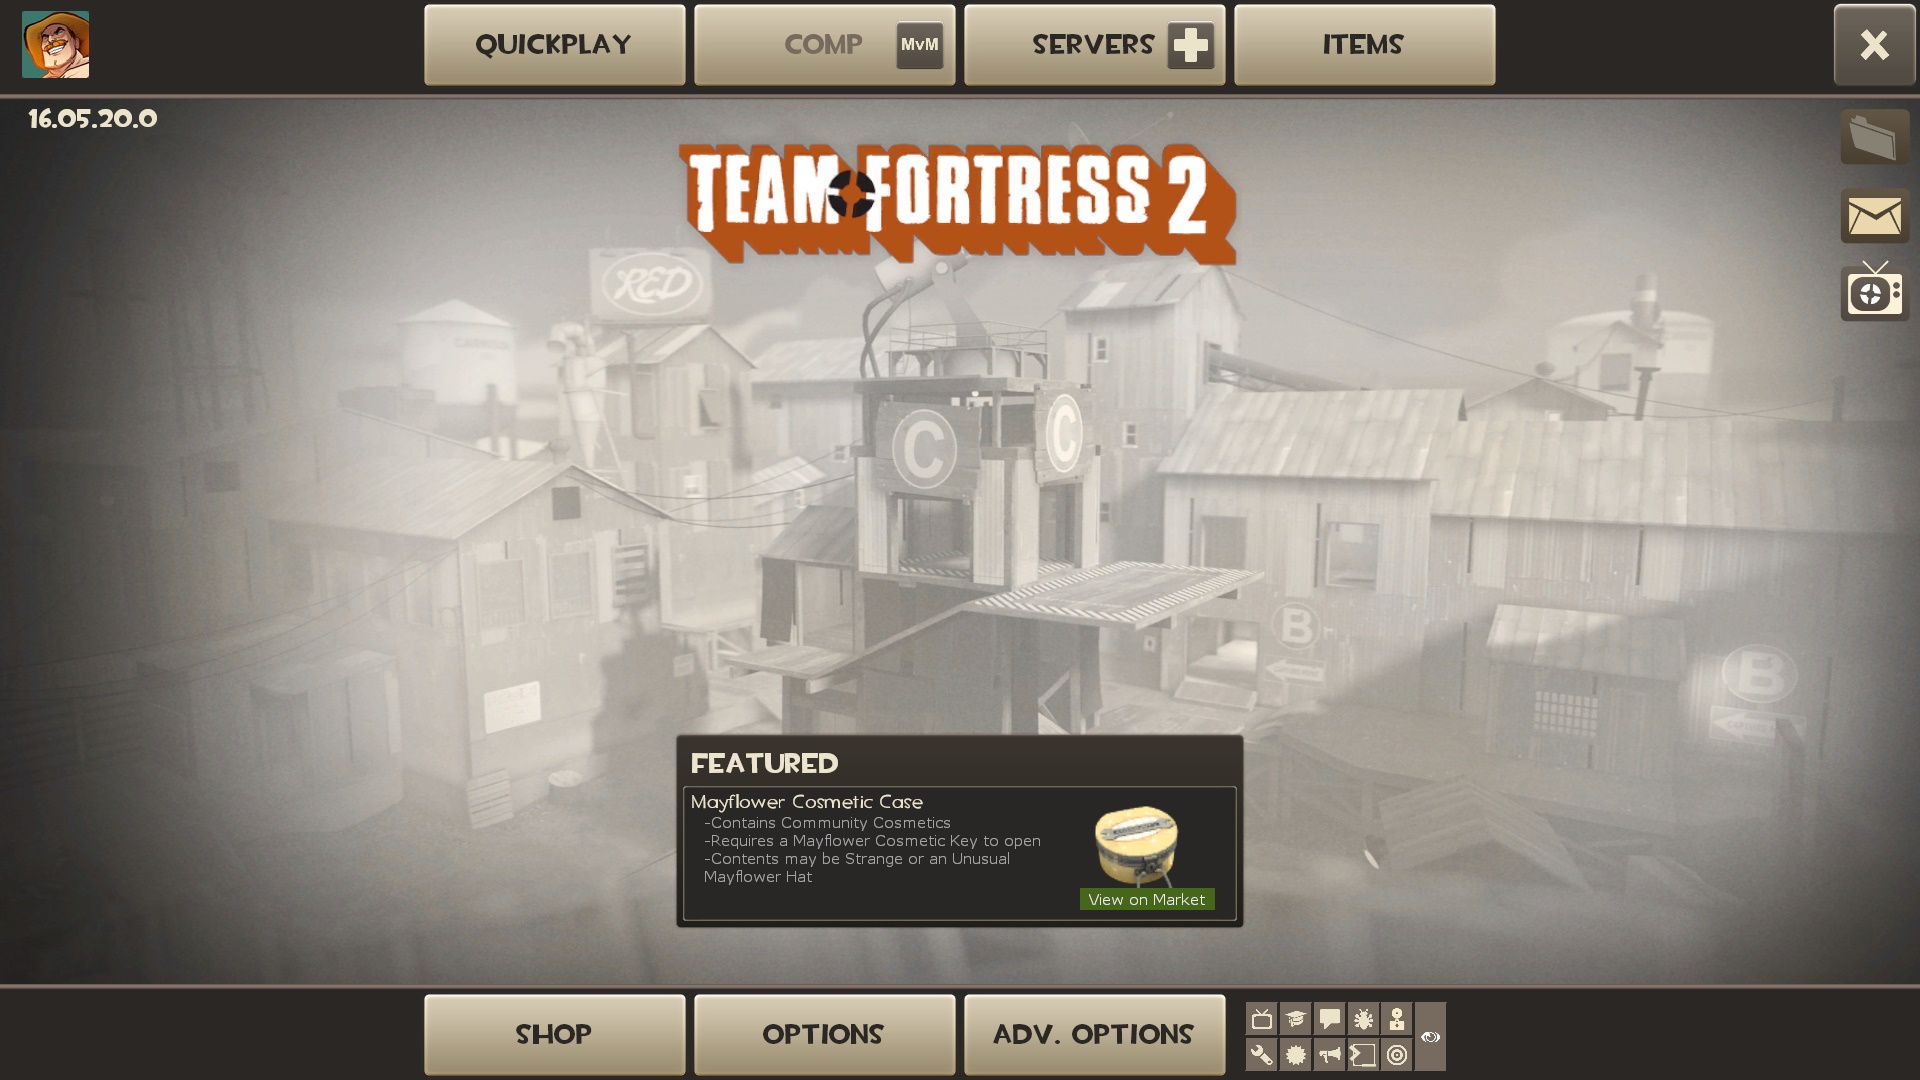 QUICKPLAY
COMP
MvM
SERVERS
ITEMS
16.05.20.0
TEAM FORTRESS 2
RED
C
C
B
B
FEATURED
Mayflower Cosmetic Case
-Contains Community Cosmetics
-Requires a Mayflower Cosmetic Key to open
-Contents may be Strange or an Unusual
Mayflower Hat
View on Market
SHOP
OPTIONS
ADV. OPTIONS